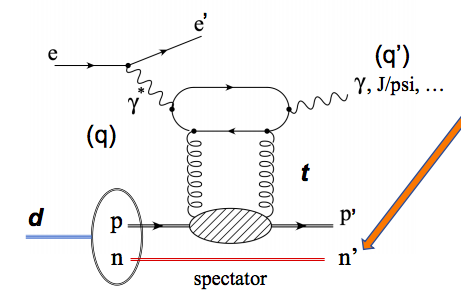 e'
e
(q')
γ, J/psi, ...
γ*
(q)
t
d
p
p'
n
n'
spectator